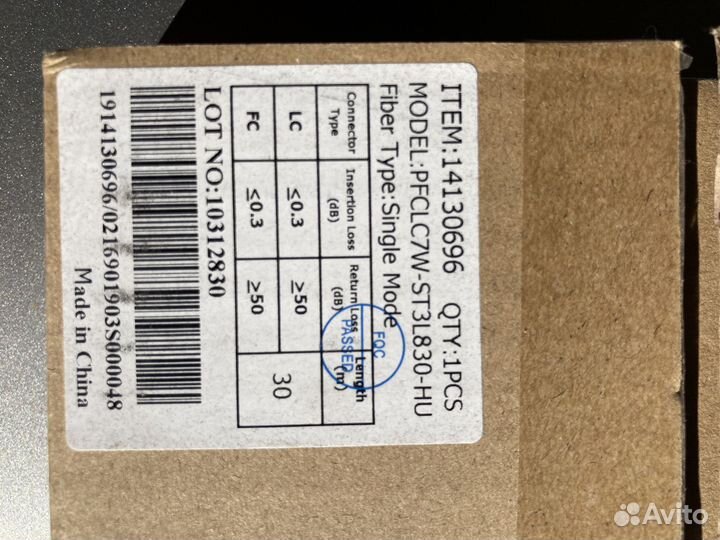 ITEM:14130696 QTY:1PCS
MODEL:PFCLC7W-ST3L830-HU
Fiber Type:Single Mode
Connector Type Insertion Loss (dB) Return Loss (dB) Length (m)
LC ≤0.3 ≥50 30
FC ≤0.3 ≥50
FQC
PASSED
LOT NO:10312830
1914130696/0216901903S000048
Made in China
Avito